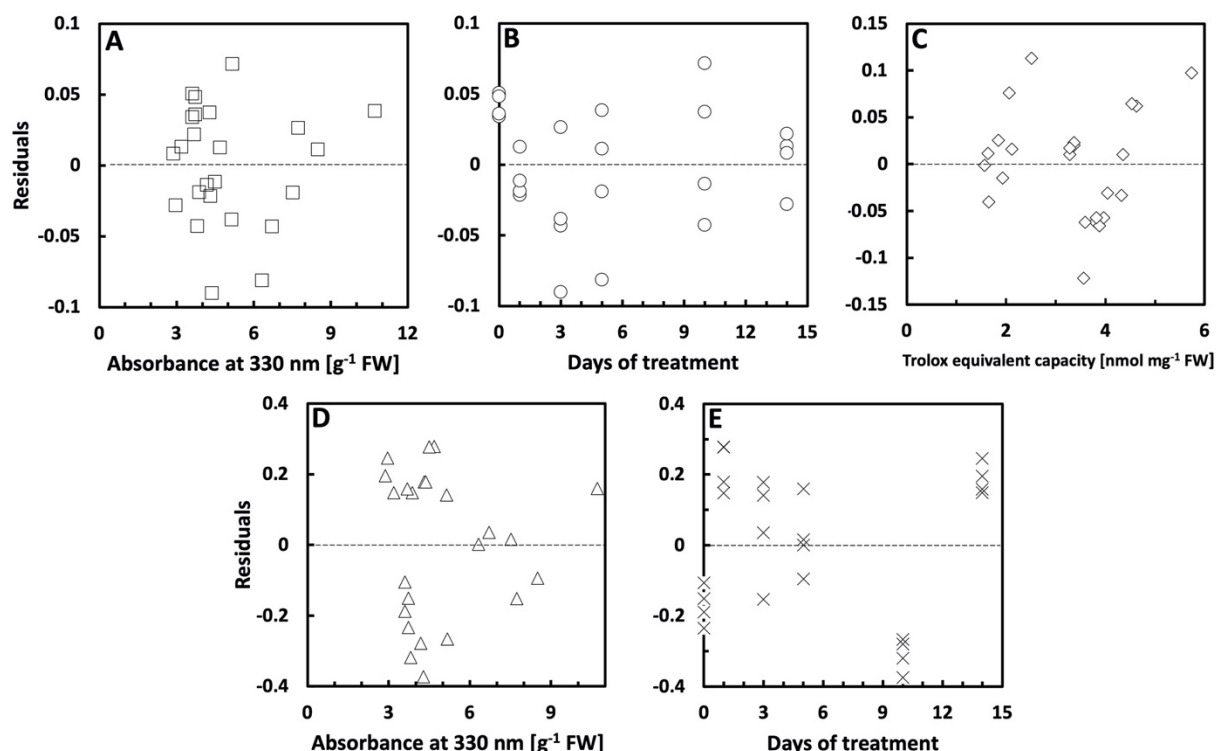 A
0.1
0.05
0
-0.05
-0.1
0 3 6 9 12
Residuals
Absorbance at 330 nm [g⁻¹ FW]
B
0.1
0.05
0
-0.05
-0.1
0 3 6 9 12 15
Days of treatment
C
0.15
0.1
0.05
0
-0.05
-0.1
-0.15
0 2 4 6
Trolox equivalent capacity [nmol mg⁻¹ FW]
D
0.4
0.2
0
-0.2
-0.4
0 3 6 9
Residuals
Absorbance at 330 nm [g⁻¹ FW]
E
0.4
0.2
0
-0.2
-0.4
0 3 6 9 12 15
Residuals
Days of treatment